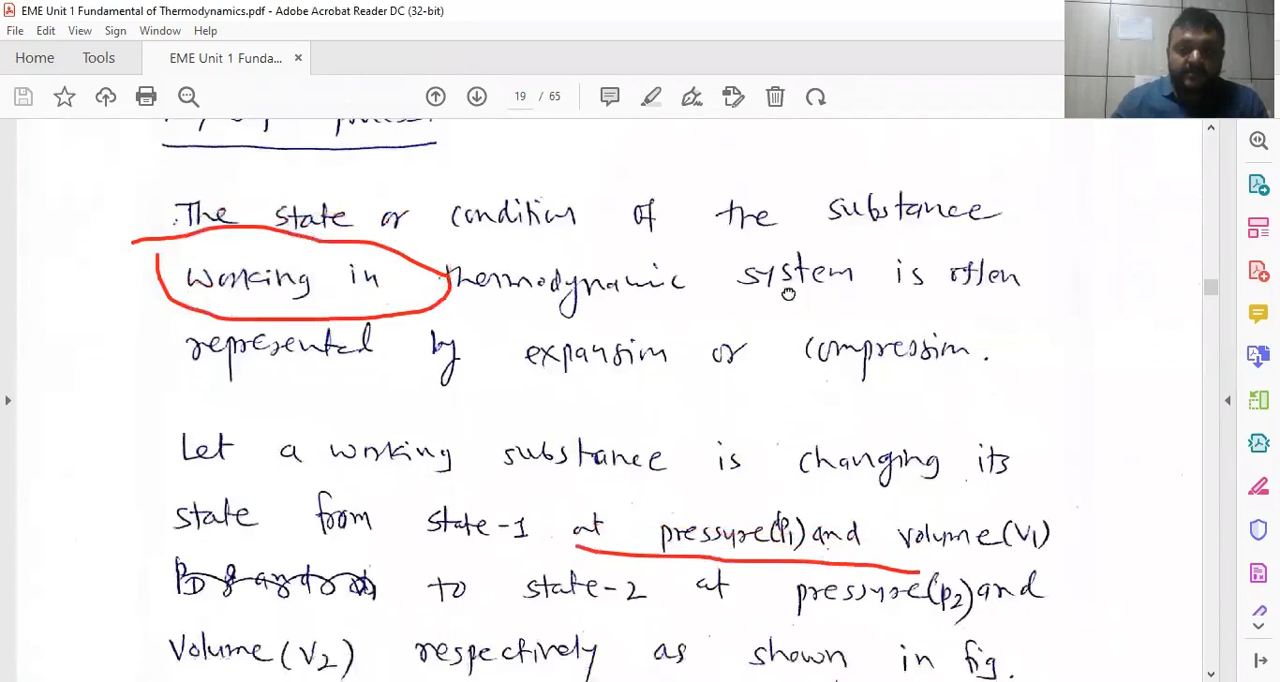 EME Unit 1 Fundamental of Thermodynamics.pdf - Adobe Acrobat Reader DC (32-bit)
File Edit View Sign Window Help
Home Tools EME Unit 1 Funda... ×
19 / 65
The state or condition of the substance
working in thermodynamic system is often
represented by expansion or compression.
Let a working substance is changing its
state from state-1 at pressure(P1) and volume(V1)
to state-2 at pressure(P2) and
Volume(V2) respectively as shown in fig.